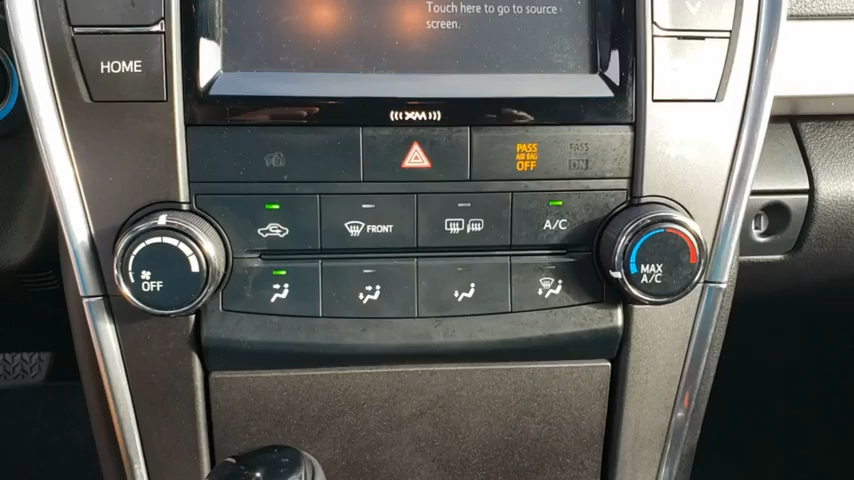 Touch here to go to source
screen.
HOME
(((XM)))
PASS
AIR BAG
OFF
PASS
ON
FRONT
A/C
OFF
MAX
A/C